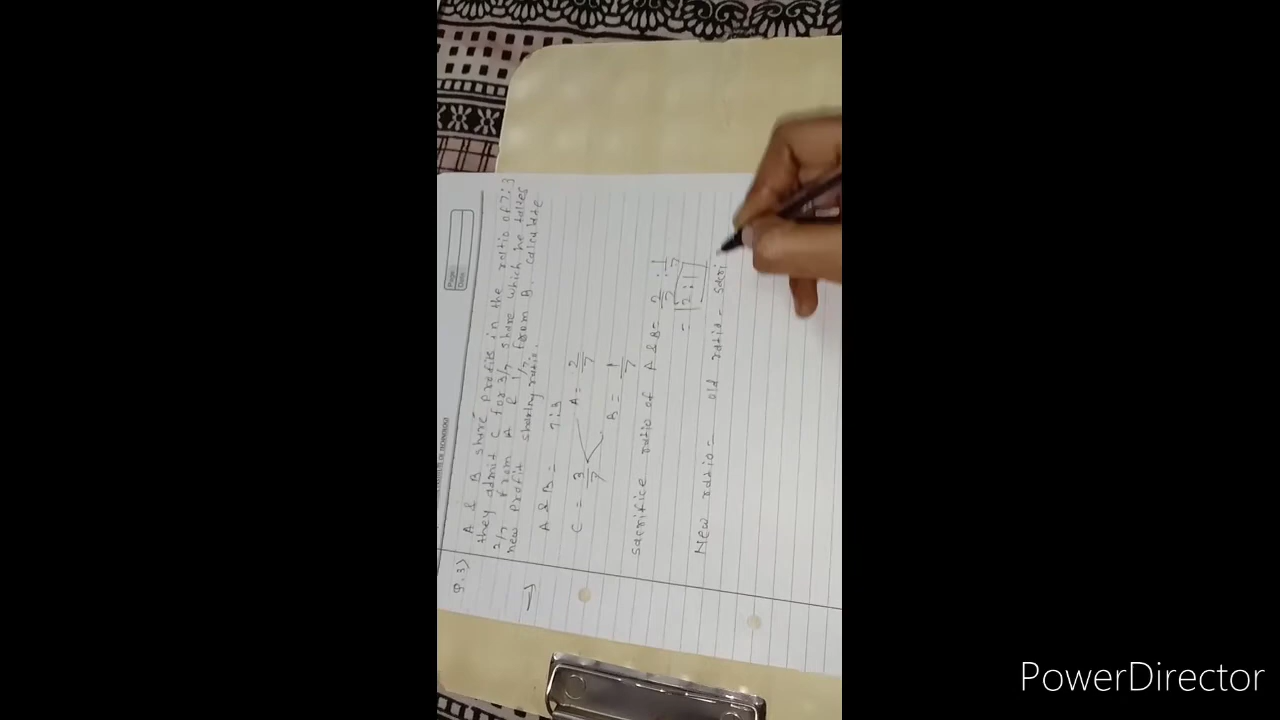 Page:
Date:
Q.3) A & B share profits in the ratio of 7:3
they admit C for 3/7 share which he takes
2/7 from A & 1/7 from B. calculate
new profit sharing ratio.
→ A & B = 7:3
C = 3/7 A = 2/7
B = 1/7
sacrifice ratio of A & B = 2/7 : 1/7
= 2:1
New ratio = old ratio - sacri
PowerDirector